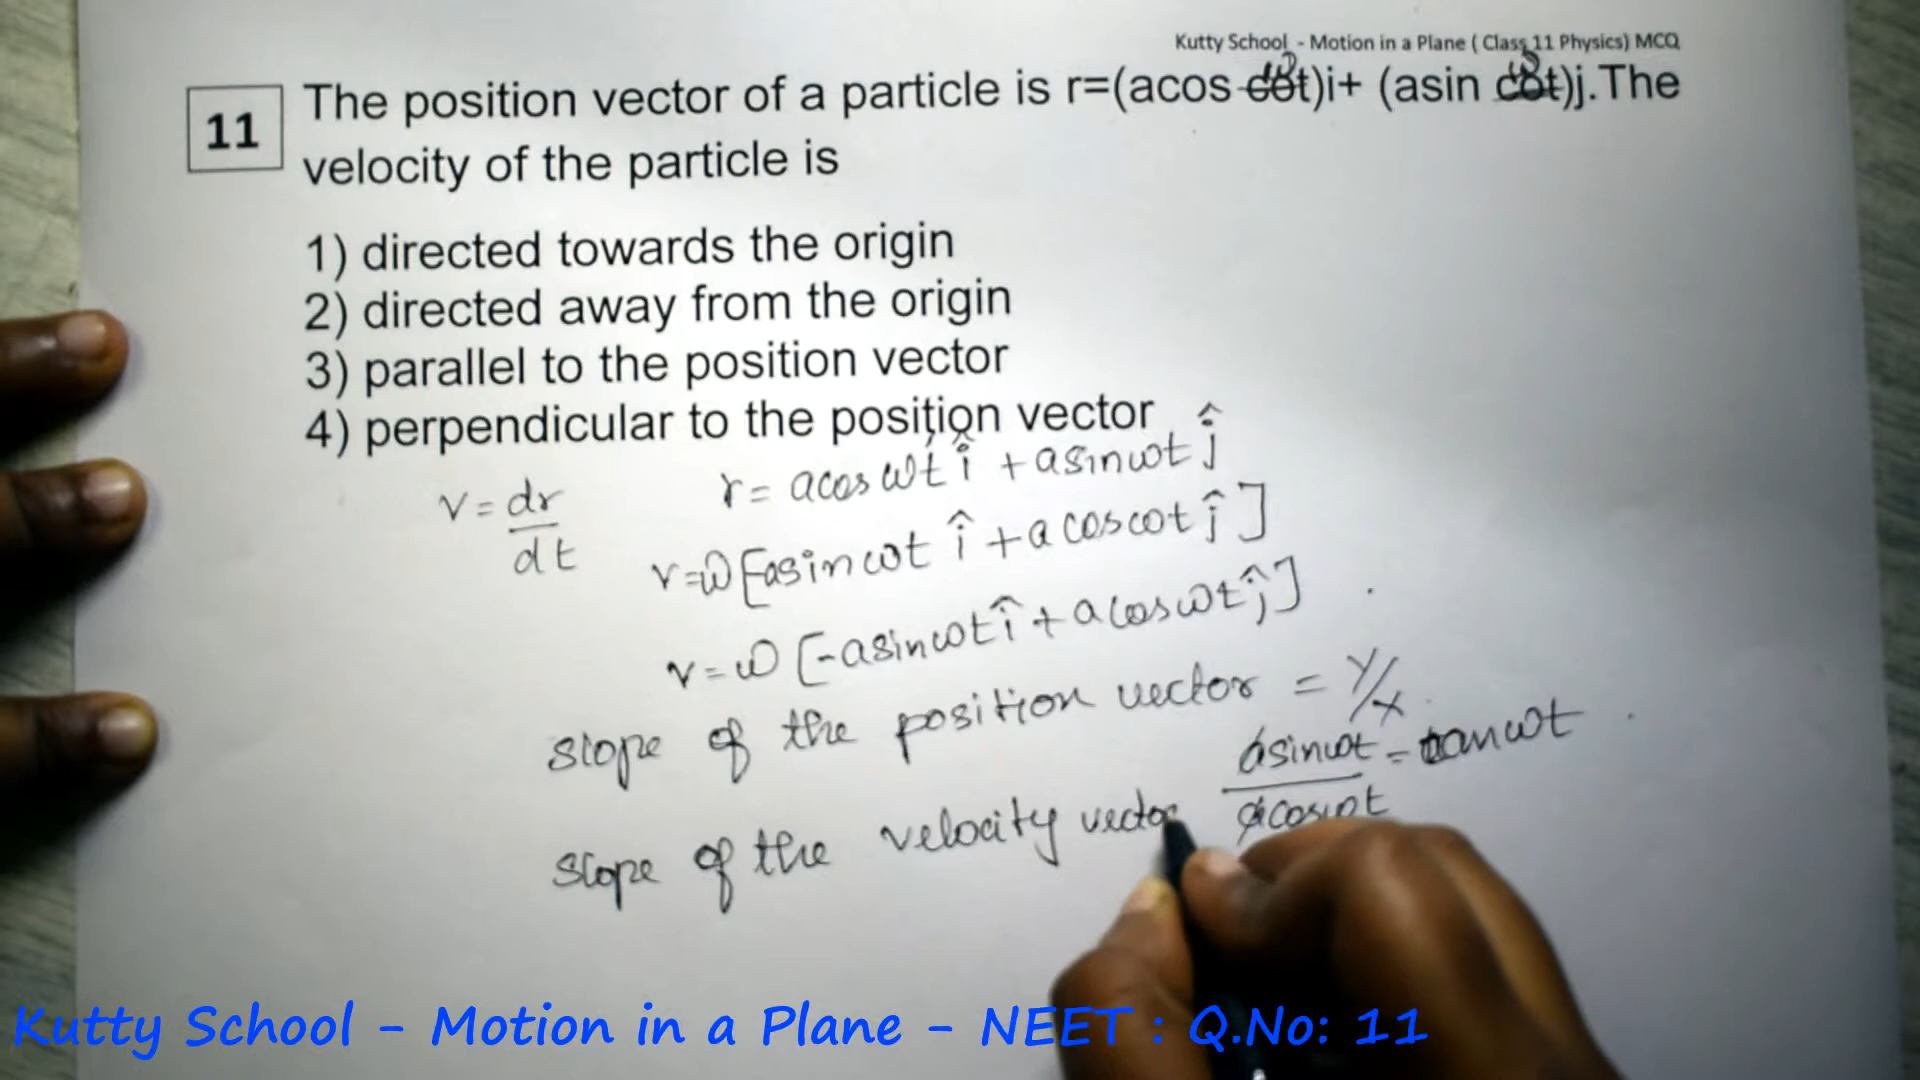 Kutty School - Motion in a Plane ( Class 11 Physics) MCQ
11
The position vector of a particle is r=(acos ωt)i+ (asin ωt)j.The
velocity of the particle is
1) directed towards the origin
2) directed away from the origin
3) parallel to the position vector
4) perpendicular to the position vector
v = dr/dt
r = acos ωt î + asinωt ĵ
v=ω[-asinωt î + a cosωt ĵ ]
v=ω [-asinωt î + a cosωt ĵ]
slope of the position vector = y/x
asinωt/acosωt = tanωt
slope of the velocity vector
Kutty School - Motion in a Plane - NEET : Q.No: 11